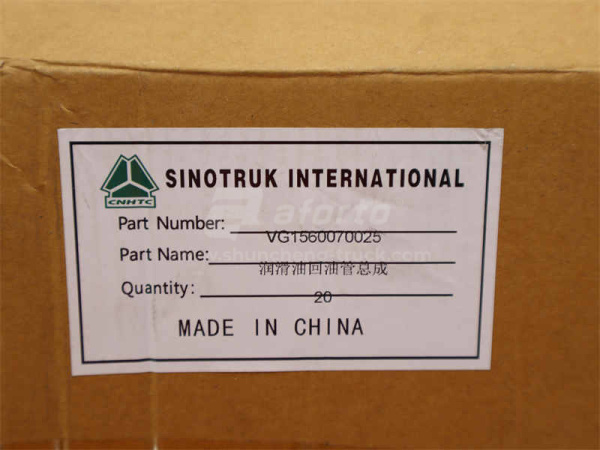 SINOTRUK INTERNATIONAL
CNHTC
Part Number: VG1560070025
Part Name: 润滑油回油管总成
Quantity: 20
MADE IN CHINA
aforto